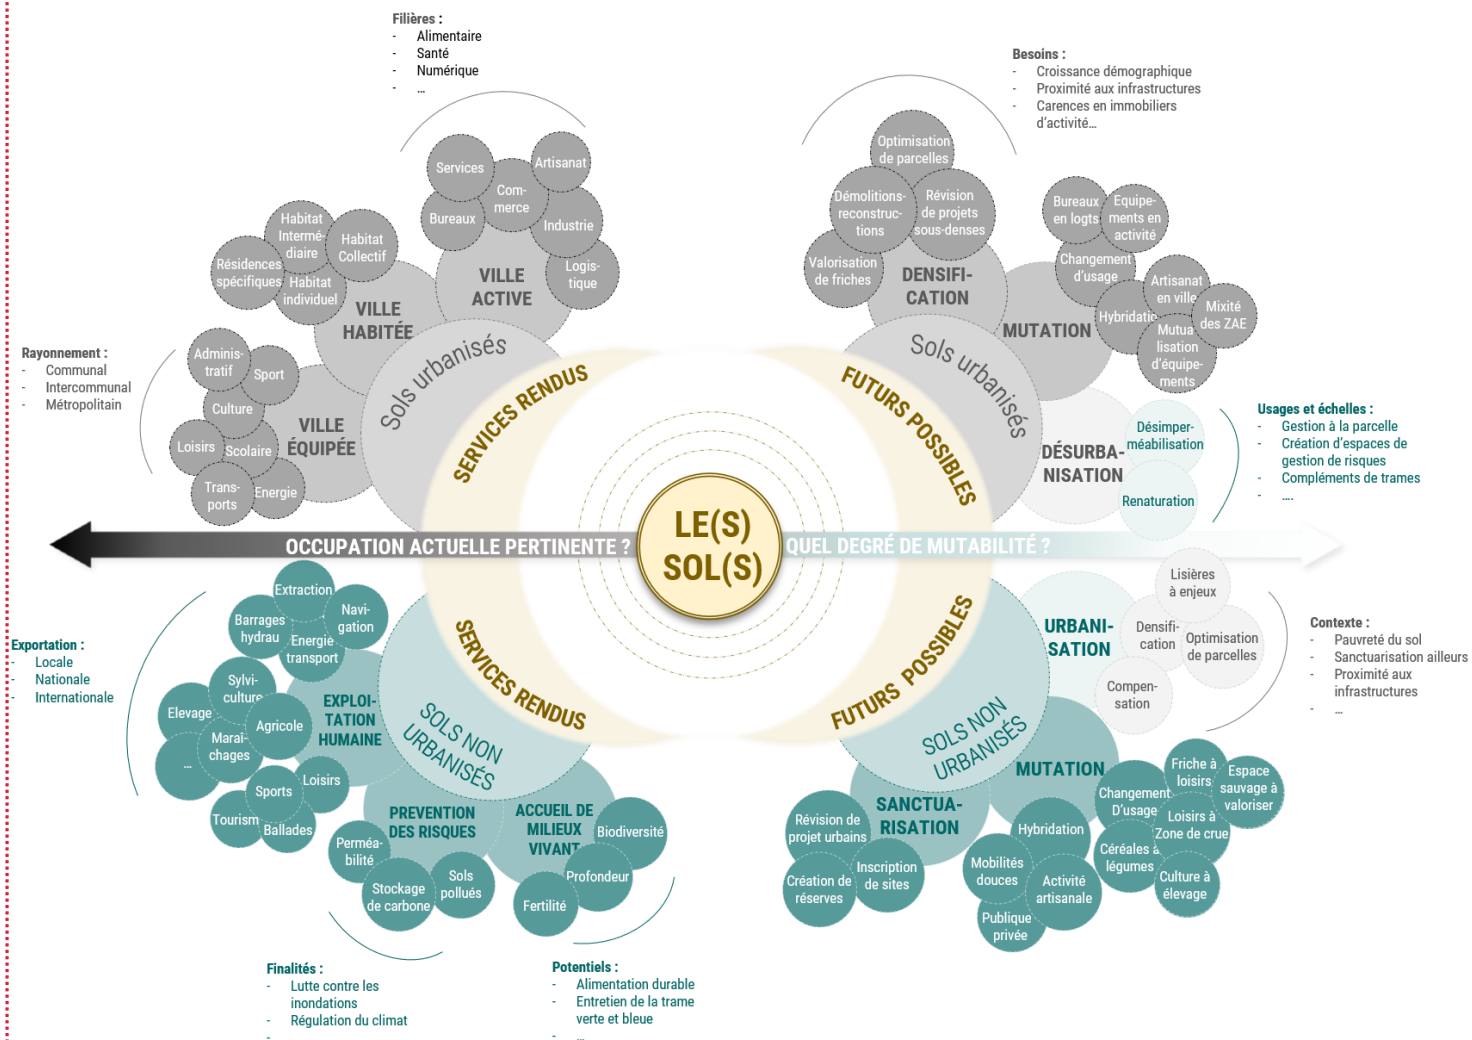 Filières :
- Alimentaire
- Santé
- Numérique
- …
Services
Artisanat
Com-
merce
Bureaux
Industrie
Logis-
tique
VILLE
ACTIVE
Habitat
Intermé-
diaire
Habitat
Collectif
Résidences
spécifiques
Habitat
individuel
VILLE
HABITÉE
Rayonnement :
- Communal
- Intercommunal
- Métropolitain
Adminis-
tratif
Sport
Culture
Loisirs
Scolaire
Trans-
ports
Energie
VILLE
ÉQUIPÉE
Sols urbanisés
SERVICES RENDUS
Besoins :
- Croissance démographique
- Proximité aux infrastructures
- Carences en immobiliers
d’activité…
Optimisation
de parcelles
Démolitions-
reconstruc-
tions
Révision
de projets
sous-denses
Valorisation
de friches
DENSIFI-
CATION
Bureaux
en logts
Equipe-
ments en
activité
Changement
d’usage
Artisanat
en ville
Hybridatio
Mixité
des ZAE
Mutua
lisation
d’équipe-
ments
MUTATION
Sols urbanisés
FUTURS POSSIBLES
DÉSURBA-
NISATION
Désimper-
méabilisation
Renaturation
Usages et échelles :
- Gestion à la parcelle
- Création d’espaces de
gestion de risques
- Compléments de trames
- ….
OCCUPATION ACTUELLE PERTINENTE ?
LE(S)
SOL(S)
QUEL DEGRÉ DE MUTABILITÉ ?
Extraction
Navi-
gation
Barrages
hydrau
Energie
transport
Exportation :
- Locale
- Nationale
- Internationale
Sylvi-
culture
Elevage
Agricole
Maraî-
chages
...
Loisirs
Sports
Tourism
Ballades
EXPLOI-
TATION
HUMAINE
SOLS NON
URBANISÉS
SERVICES RENDUS
PREVENTION
DES RISQUES
Perméa-
bilité
Stockage
de carbone
Sols
pollués
ACCUEIL DE
MILIEU
VIVANT
Biodiversité
Profondeur
Fertilité
Finalités :
- Lutte contre les
inondations
- Régulation du climat
-
Potentiels :
- Alimentation durable
- Entretien de la trame
verte et bleue
- …
FUTURS POSSIBLES
SOLS NON
URBANISÉS
URBANI-
SATION
Lisières
à enjeux
Densifi-
cation
Optimisation
de parcelles
Compen-
sation
Contexte :
- Pauvreté du sol
- Sanctuarisation ailleurs
- Proximité aux
infrastructures
- …
MUTATION
Changement
D’usage
Friche à
loisirs
Espace
sauvage à
valoriser
Loisirs à
Zone de crue
Céréales à
légumes
Culture à
élevage
Hybridation
Mobilités
douces
Activité
artisanale
Publique
privée
SANCTUA-
RISATION
Révision de
projet urbains
Création de
réserves
Inscription
de sites